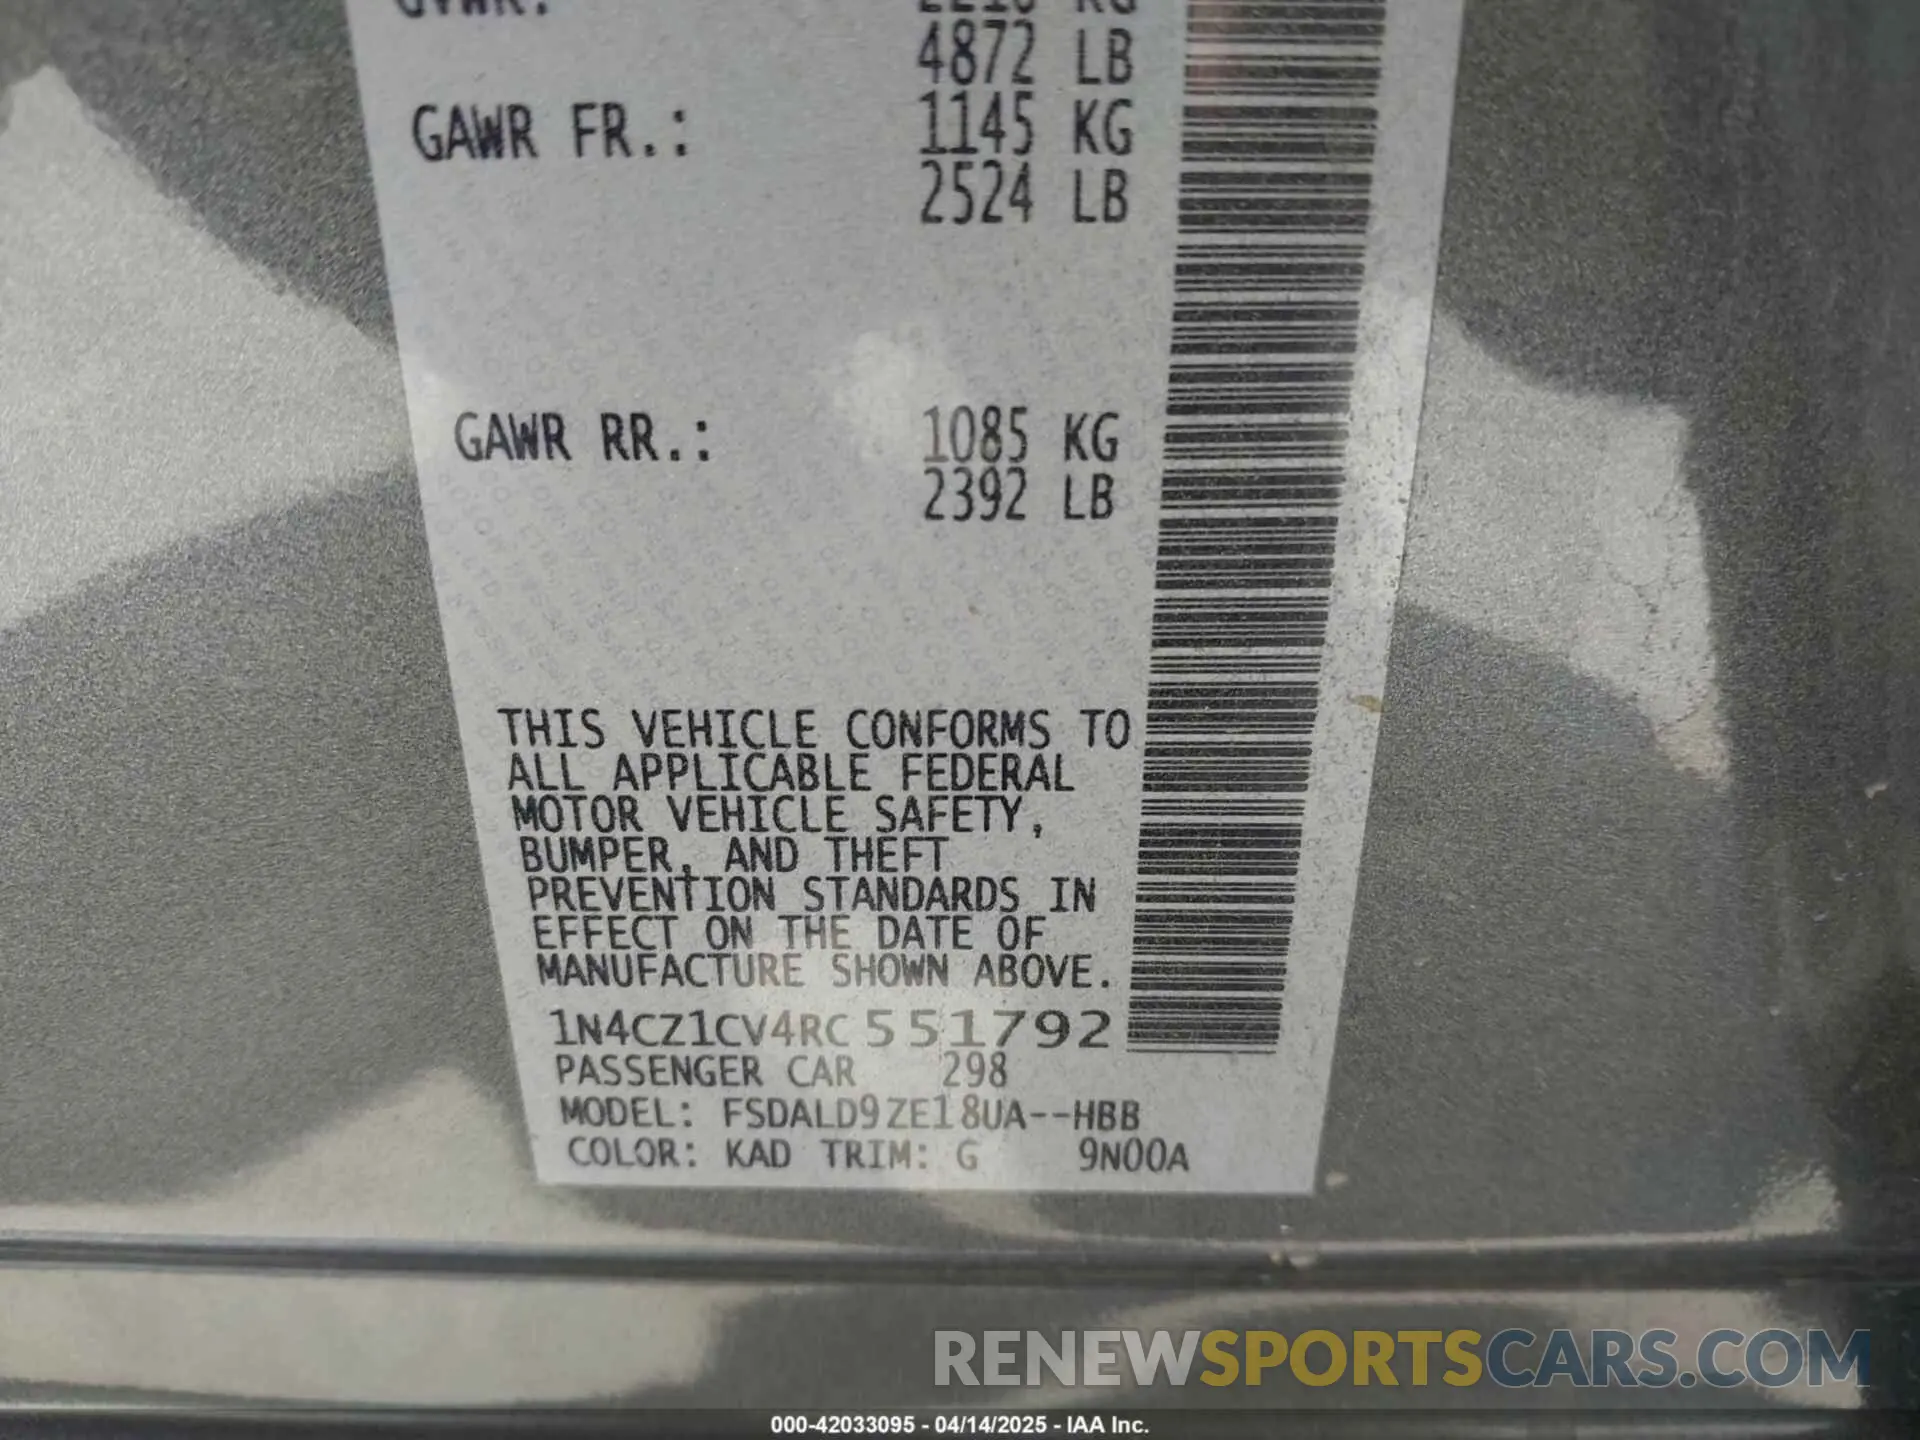 GVWR:
4872 LB
GAWR FR.: 1145 KG
2524 LB
GAWR RR.: 1085 KG
2392 LB
THIS VEHICLE CONFORMS TO
ALL APPLICABLE FEDERAL
MOTOR VEHICLE SAFETY,
BUMPER, AND THEFT
PREVENTION STANDARDS IN
EFFECT ON THE DATE OF
MANUFACTURE SHOWN ABOVE.
1N4CZ1CV4RC551792
PASSENGER CAR 298
MODEL: FSDALD9ZE18UA--HBB
COLOR: KAD TRIM: G 9N00A
RENEWSPORTSCARS.COM
000-42033095 - 04/14/2025 - IAA Inc.